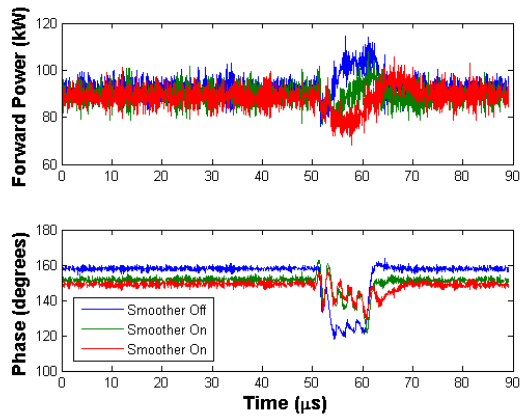 Forward Power (kW)
120
100
80
60
0 10 20 30 40 50 60 70 80 90
Phase (degrees)
180
160
140
120
100
Smoother Off
Smoother On
Smoother On
0 10 20 30 40 50 60 70 80 90
Time (μs)